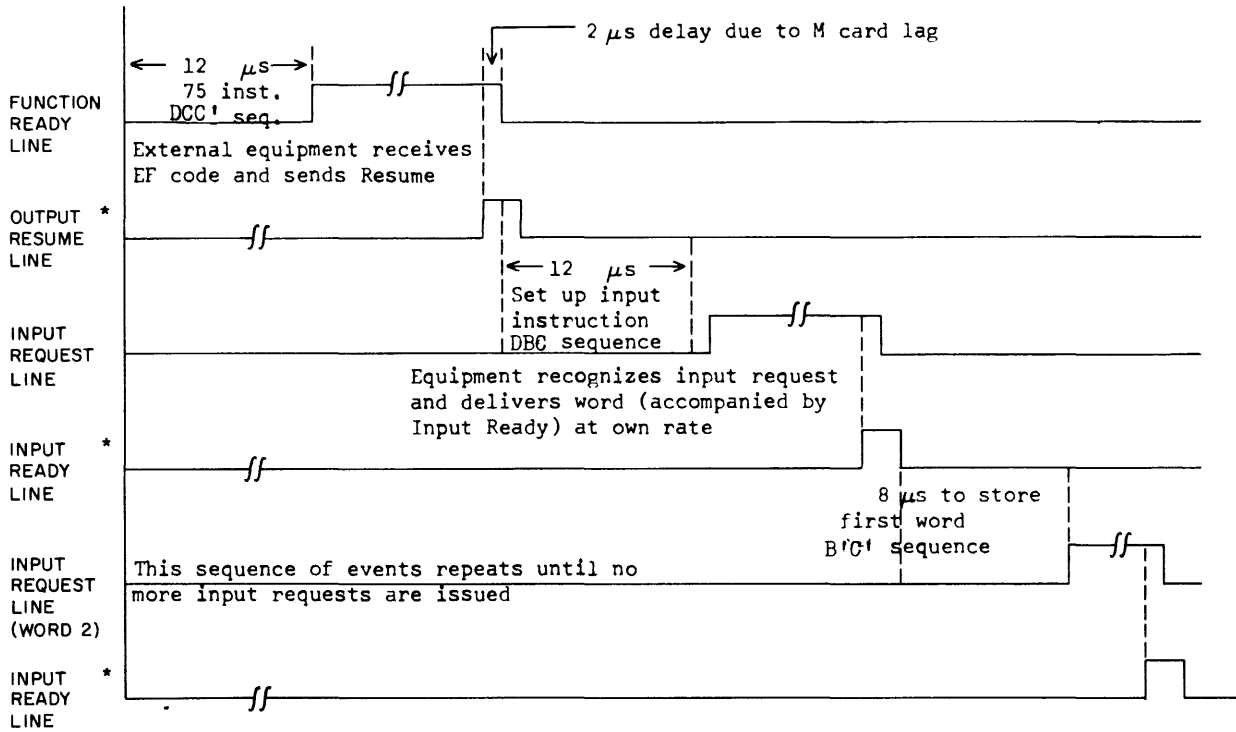 2 μs delay due to M card lag
12 μs
75 inst.
DCC' seq.
FUNCTION
READY
LINE
External equipment receives
EF code and sends Resume
OUTPUT *
RESUME
LINE
12 μs
Set up input
instruction
DBC sequence
INPUT
REQUEST
LINE
Equipment recognizes input request
and delivers word (accompanied by
Input Ready) at own rate
INPUT *
READY
LINE
8 μs to store
first word
B'C' sequence
INPUT
REQUEST
LINE
(WORD 2)
This sequence of events repeats until no
more input requests are issued
INPUT *
READY
LINE